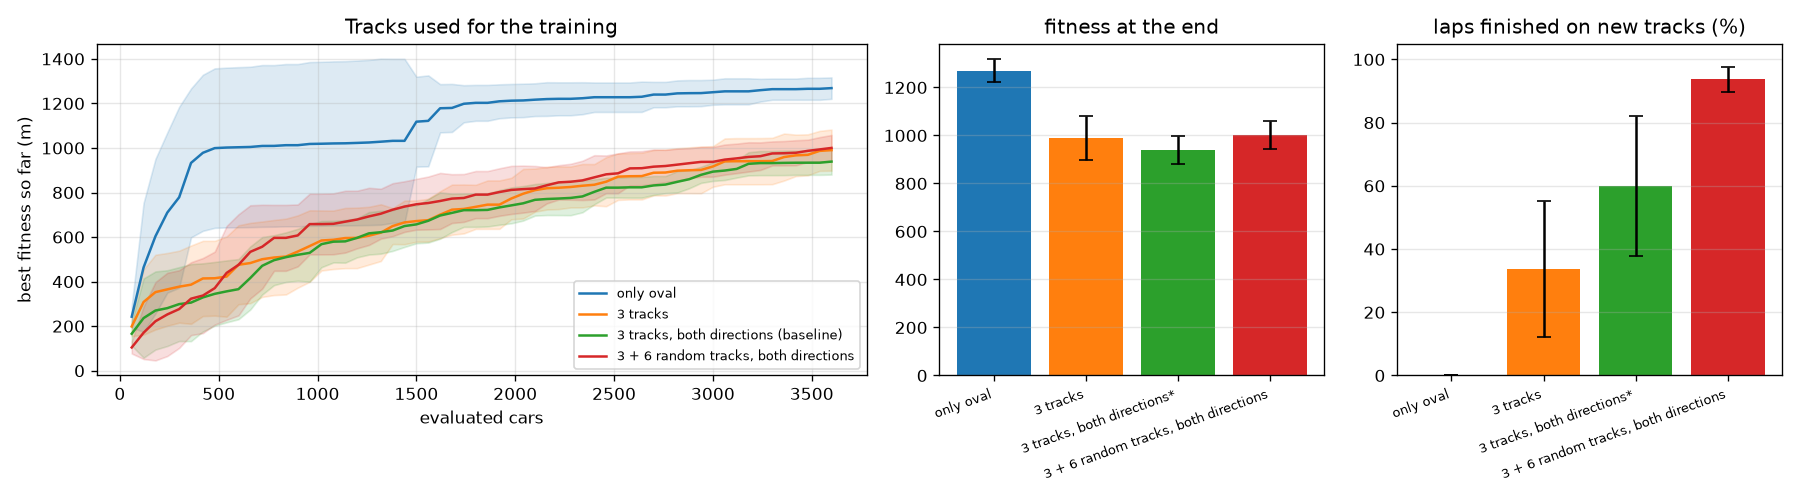 Tracks used for the training
best fitness so far (m)
1400
1200
1000
800
600
400
200
0
0 500 1000 1500 2000 2500 3000 3500
evaluated cars
only oval
3 tracks
3 tracks, both directions (baseline)
3 + 6 random tracks, both directions
fitness at the end
1200
1000
800
600
400
200
0
only oval
3 tracks
3 tracks, both directions*
3 + 6 random tracks, both directions
laps finished on new tracks (%)
100
80
60
40
20
0
only oval
3 tracks
3 tracks, both directions*
3 + 6 random tracks, both directions